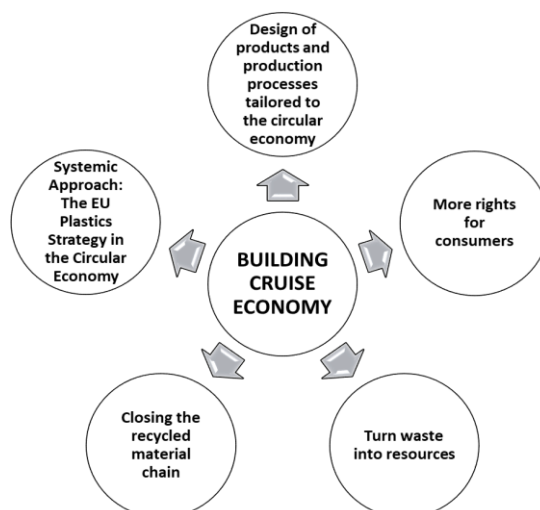 Design of
products and
production
processes
tailored to
the circular
economy
Systemic
Approach:
The EU
Plastics
Strategy in
the Circular
Economy
More rights
for
consumers
BUILDING
CRUISE
ECONOMY
Closing the
recycled
material
chain
Turn waste
into resources